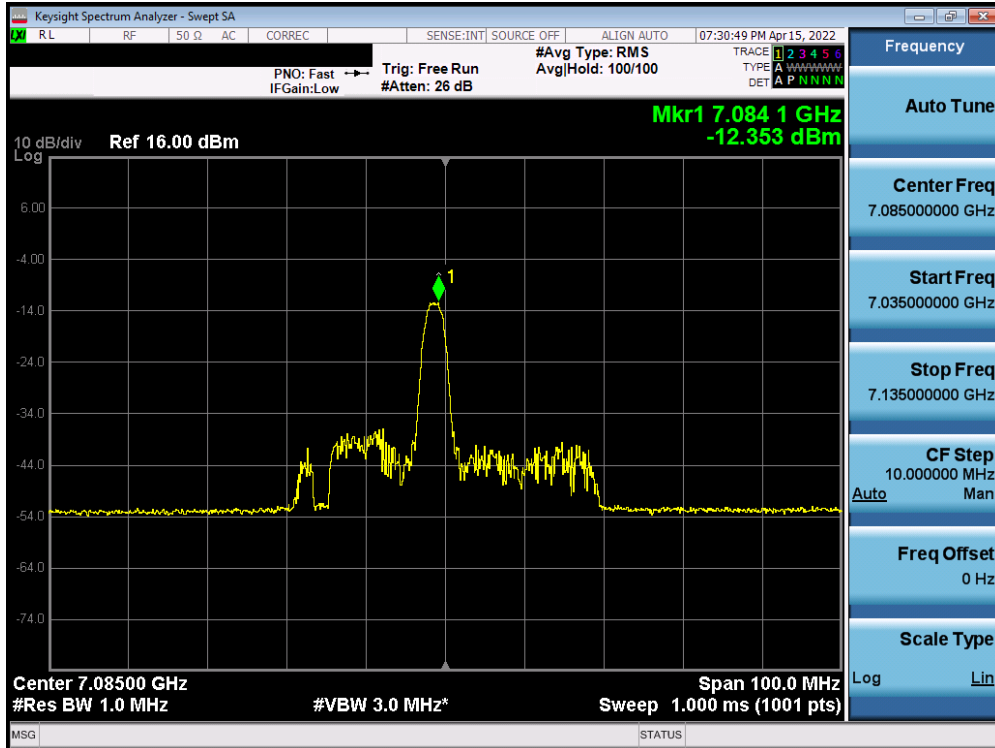 Keysight Spectrum Analyzer - Swept SA
LXI RL RF 50 Ω AC CORREC SENSE:INT SOURCE OFF ALIGN AUTO 07:30:49 PM Apr 15, 2022
#Avg Type: RMS TRACE 1 2 3 4 5 6
PNO: Fast Trig: Free Run Avg|Hold: 100/100 TYPE A WWWWW
IFGain:Low #Atten: 26 dB DET A P N N N N
Mkr1 7.084 1 GHz
10 dB/div Ref 16.00 dBm -12.353 dBm
Log
6.00
-4.00
1
-14.0
-24.0
-34.0
-44.0
-54.0
-64.0
-74.0
Center 7.08500 GHz Span 100.0 MHz
#Res BW 1.0 MHz #VBW 3.0 MHz* Sweep 1.000 ms (1001 pts)
MSG STATUS
Frequency
Auto Tune
Center Freq
7.085000000 GHz
Start Freq
7.035000000 GHz
Stop Freq
7.135000000 GHz
CF Step
10.000000 MHz
Auto Man
Freq Offset
0 Hz
Scale Type
Log Lin